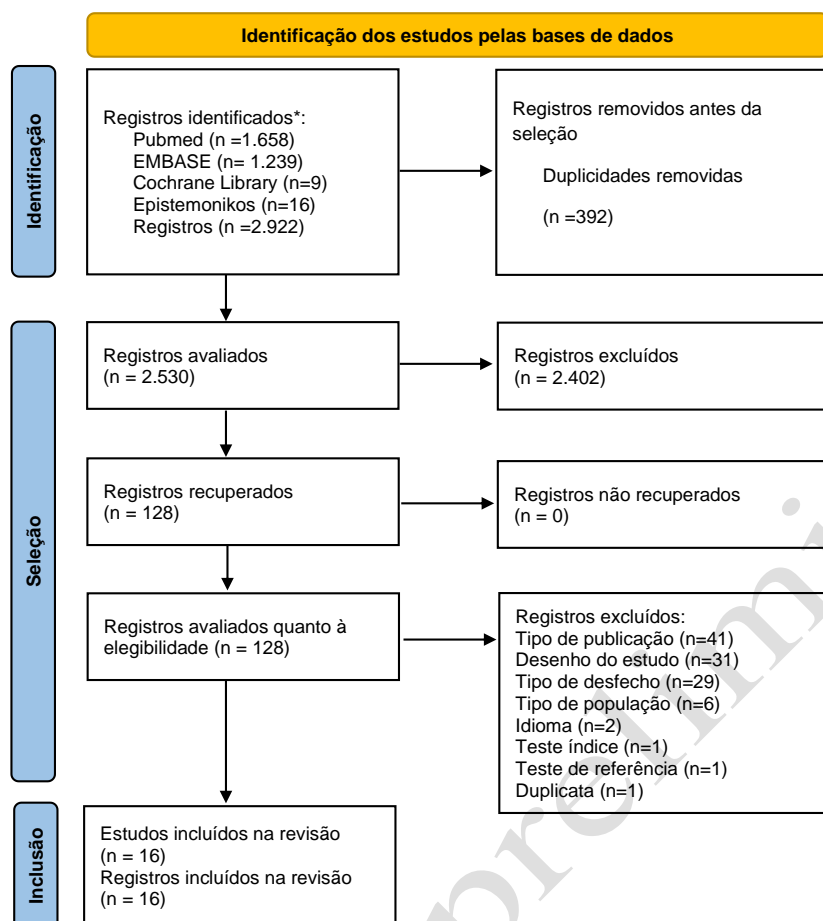 Identificação dos estudos pelas bases de dados
Identificação
Registros identificados*:
Pubmed (n =1.658)
EMBASE (n= 1.239)
Cochrane Library (n=9)
Epistemonikos (n=16)
Registros (n =2.922)
Registros removidos antes da
seleção
Duplicidades removidas
(n =392)
Seleção
Registros avaliados
(n = 2.530)
Registros excluídos
(n = 2.402)
Registros recuperados
(n = 128)
Registros não recuperados
(n = 0)
Registros avaliados quanto à
elegibilidade (n = 128)
Registros excluídos:
Tipo de publicação (n=41)
Desenho do estudo (n=31)
Tipo de desfecho (n=29)
Tipo de população (n=6)
Idioma (n=2)
Teste índice (n=1)
Teste de referência (n=1)
Duplicata (n=1)
Inclusão
Estudos incluídos na revisão
(n = 16)
Registros incluídos na revisão
(n = 16)
prelimi